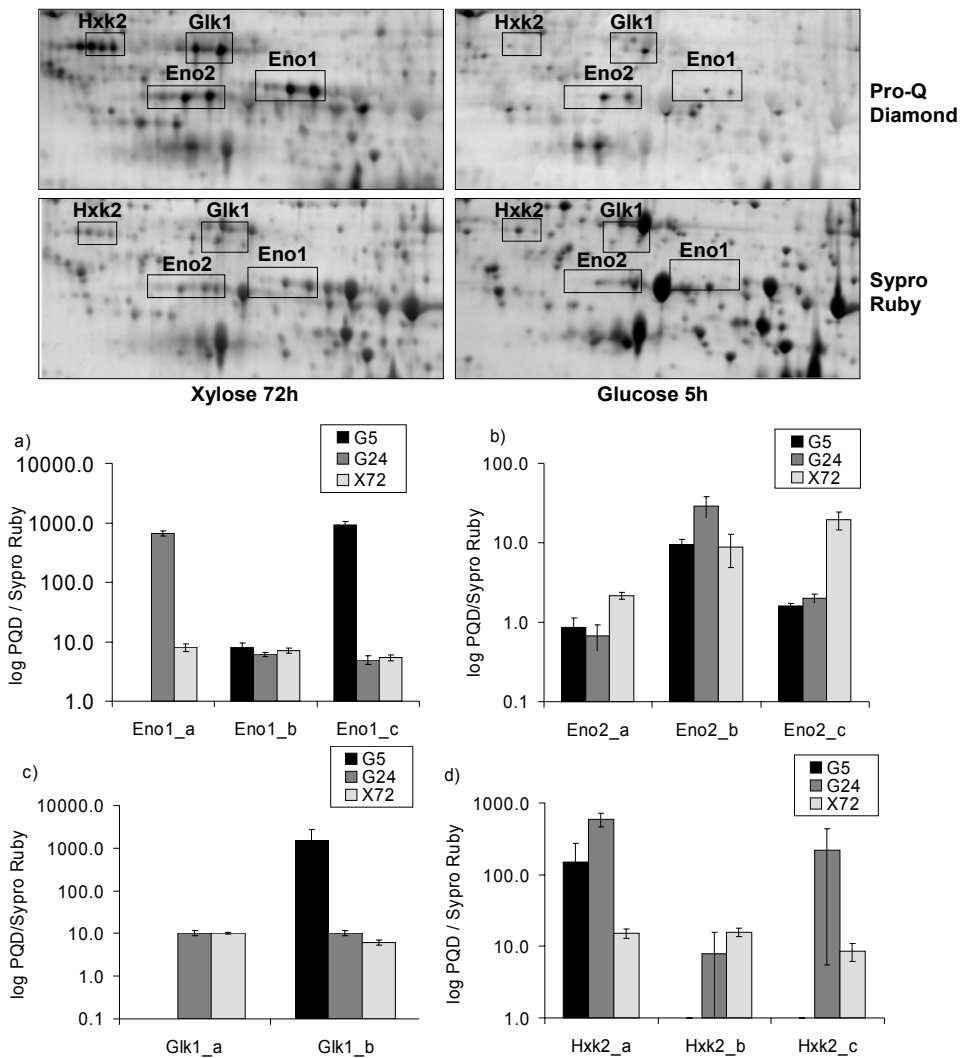 Hxk2
Glk1
Eno2
Eno1
Hxk2
Glk1
Eno2
Eno1
Pro-Q
Diamond
Hxk2
Glk1
Eno2
Eno1
Hxk2
Glk1
Eno2
Eno1
Sypro
Ruby
Xylose 72h
Glucose 5h
a)
G5
G24
X72
log PQD / Sypro Ruby
10000.0
1000.0
100.0
10.0
1.0
Eno1_a
Eno1_b
Eno1_c
b)
G5
G24
X72
log PQD/Sypro Ruby
100.0
10.0
1.0
0.1
Eno2_a
Eno2_b
Eno2_c
c)
G5
G24
X72
log PQD/Sypro Ruby
10000.0
1000.0
100.0
10.0
1.0
0.1
Glk1_a
Glk1_b
d)
G5
G24
X72
log PQD / Sypro Ruby
1000.0
100.0
10.0
1.0
Hxk2_a
Hxk2_b
Hxk2_c